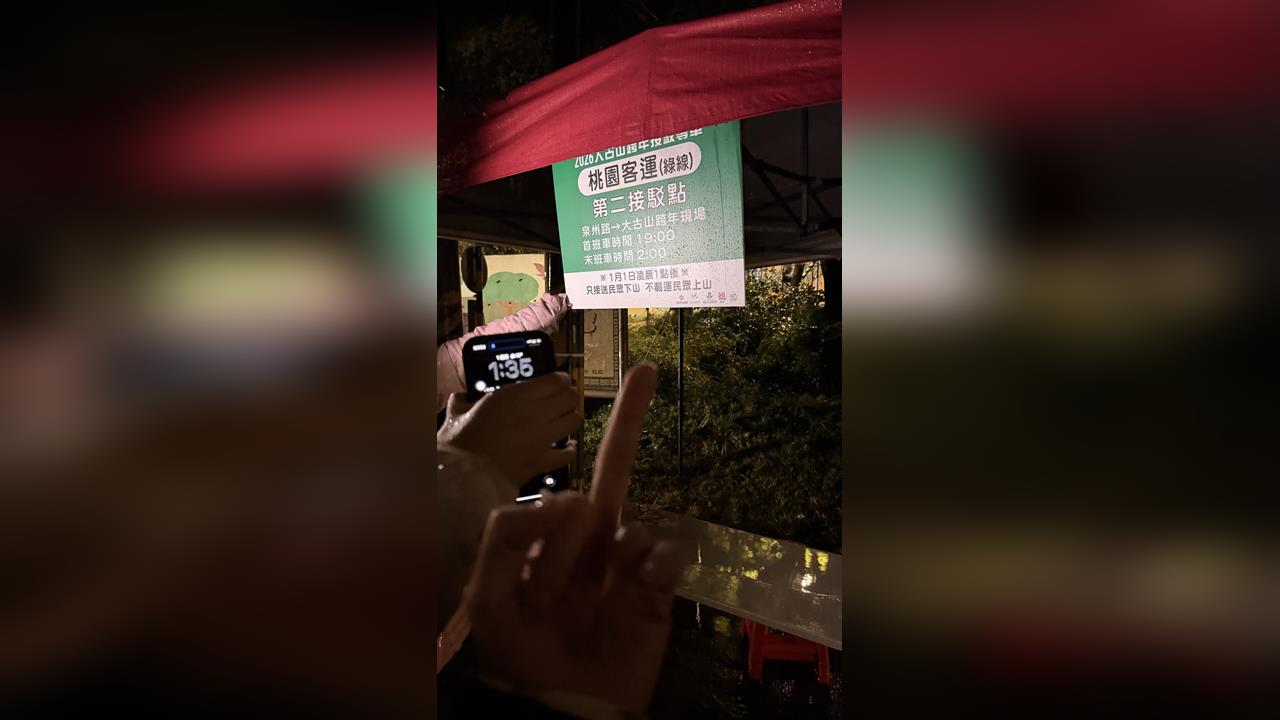 2026大古山跨年接駁專車
桃園客運(綠線)
第二接駁點
泉州路→大古山跨年現場
首班車時間 19:00
末班車時間 2:00
※ 1月1日凌晨1點後 ※
只接送民眾下山 不載運民眾上山
1:35